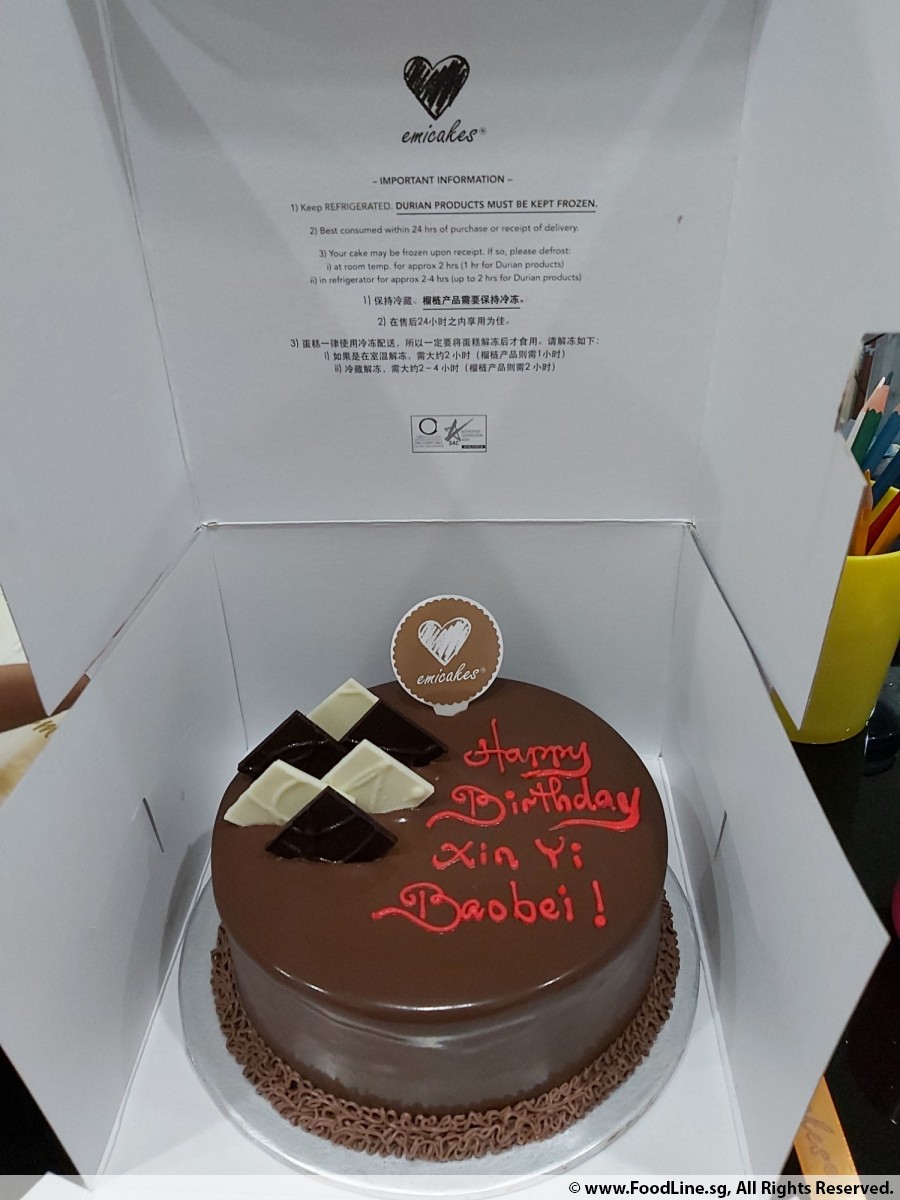 emicakes®
– IMPORTANT INFORMATION –
1) Keep REFRIGERATED. DURIAN PRODUCTS MUST BE KEPT FROZEN.
2) Best consumed within 24 hrs of purchase or receipt of delivery.
3) Your cake may be frozen upon receipt. If so, please defrost:
i) at room temp. for approx 2 hrs (1 hr for Durian products)
ii) in refrigerator for approx 2-4 hrs (up to 2 hrs for Durian products)
1) 保持冷藏。榴梿产品需要保持冷冻。
2) 在售后24小时之内享用为佳。
3) 蛋糕一律使用冷冻配送，所以一定要将蛋糕解冻后才食用。请解冻如下：
i) 如果是在室温解冻，需大约2 小时（榴梿产品则需1小时）
ii) 冷藏解冻，需大约2－4 小时（榴梿产品则需2 小时）
SAC
emicakes®
Happy
Birthday
Xin Yi
Baobei !
© www.FoodLine.sg, All Rights Reserved.